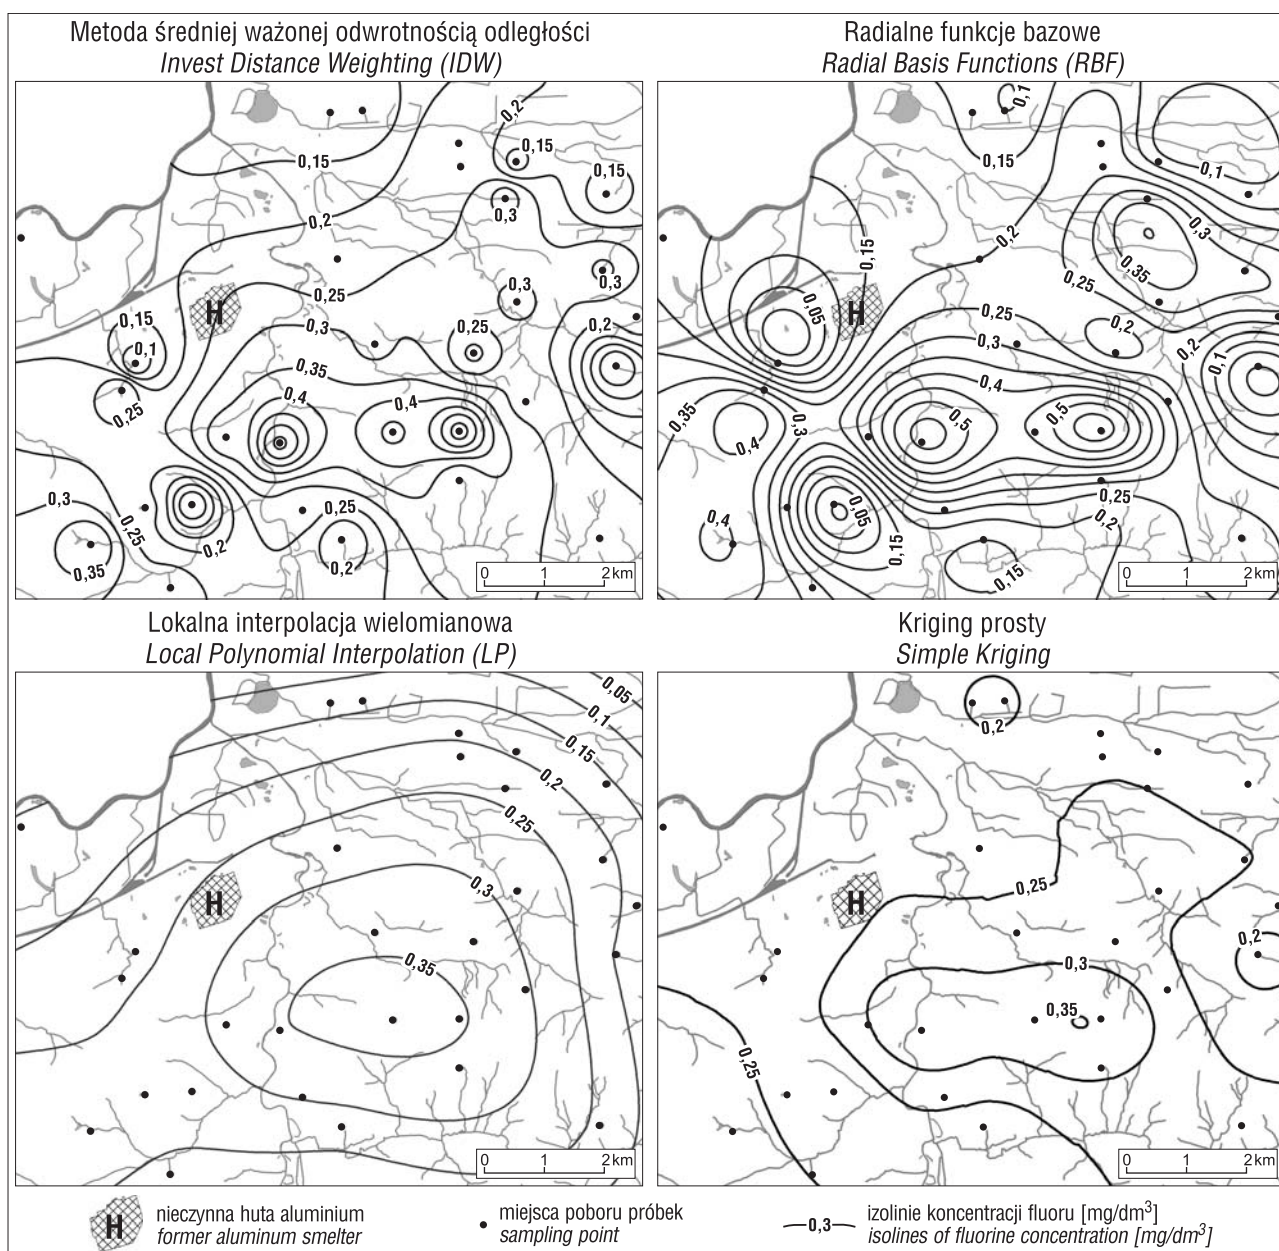 Metoda średniej ważonej odwrotnością odległości
Invest Distance Weighting (IDW)
0,2
0,15
0,15
0,15
0,2
0,3
0,3
0,25
0,3
0,15
0,3
0,25
0,2
0,1
0,35
0,25
0,4
0,4
0,3
0,25
0,25
0,2
0,35
0,2
H
0 1 2 km
Radialne funkcje bazowe
Radial Basis Functions (RBF)
0,1
0,15
0,1
0,2
0,3
0,15
0,35
0,25
0,05
0,25
0,2
0,2
0,3
0,1
0,4
0,35
0,3
0,4
0,5
0,5
0,25
0,4
0,05
0,2
0,15
0,15
H
0 1 2 km
Lokalna interpolacja wielomianowa
Local Polynomial Interpolation (LP)
0,05
0,1
0,15
0,2
0,25
0,3
0,35
H
0 1 2 km
Kriging prosty
Simple Kriging
0,2
0,25
0,2
0,3
0,35
0,25
H
0 1 2 km
H
nieczynna huta aluminium
former aluminum smelter
miejsca poboru próbek
sampling point
0,3
izolinie koncentracji fluoru [mg/dm³]
isolines of fluorine concentration [mg/dm³]